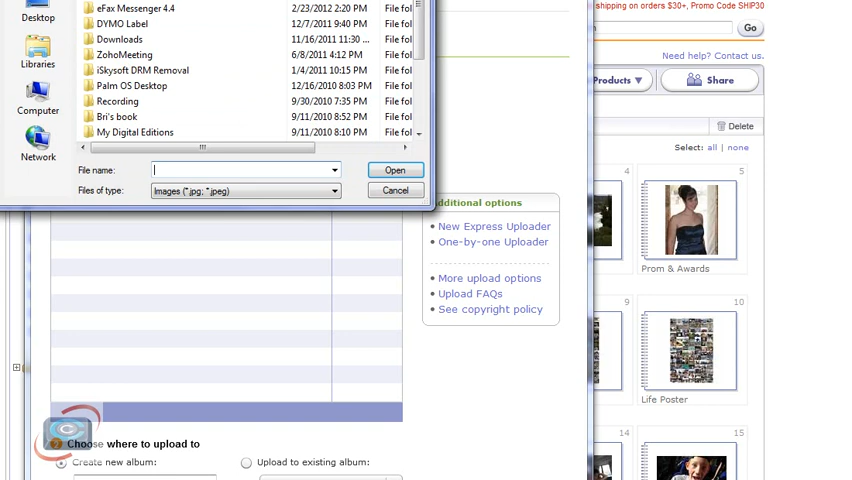 shipping on orders $30+, Promo Code SHIP30
Go
Need help? Contact us.
Products ▼
Share
Delete
Select: all | none
Desktop
Libraries
Computer
Network
eFax Messenger 4.4 2/23/2012 2:20 PM File fol
DYMO Label 12/7/2011 9:40 PM File fol
Downloads 11/16/2011 11:30 ... File fol
ZohoMeeting 6/8/2011 4:12 PM File fol
iSkysoft DRM Removal 1/4/2011 10:15 PM File fol
Palm OS Desktop 12/16/2010 8:03 PM File fol
Recording 9/30/2010 7:35 PM File fol
Bri's book 9/11/2010 8:52 PM File fol
My Digital Editions 9/11/2010 8:10 PM File fol
File name:
Open
Files of type: Images (*.jpg; *.jpeg)
Cancel
dditional options
• New Express Uploader
• One-by-one Uploader
• More upload options
• Upload FAQs
• See copyright policy
4
5
Prom & Awards
9
10
Life Poster
14
15
Choose where to upload to
Create new album:
Upload to existing album: